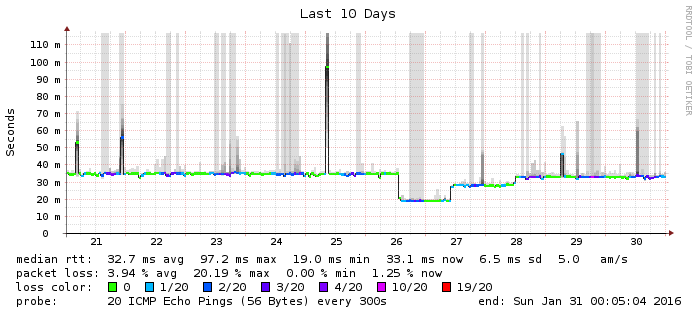 Last 10 Days
RRDTOOL / TOBI OETIKER
Seconds
110 m
100 m
90 m
80 m
70 m
60 m
50 m
40 m
30 m
20 m
10 m
0
21 22 23 24 25 26 27 28 29 30
median rtt: 32.7 ms avg 97.2 ms max 19.0 ms min 33.1 ms now 6.5 ms sd 5.0 am/s
packet loss: 3.94 % avg 20.19 % max 0.00 % min 1.25 % now
loss color: 0 1/20 2/20 3/20 4/20 10/20 19/20
probe: 20 ICMP Echo Pings (56 Bytes) every 300s end: Sun Jan 31 00:05:04 2016